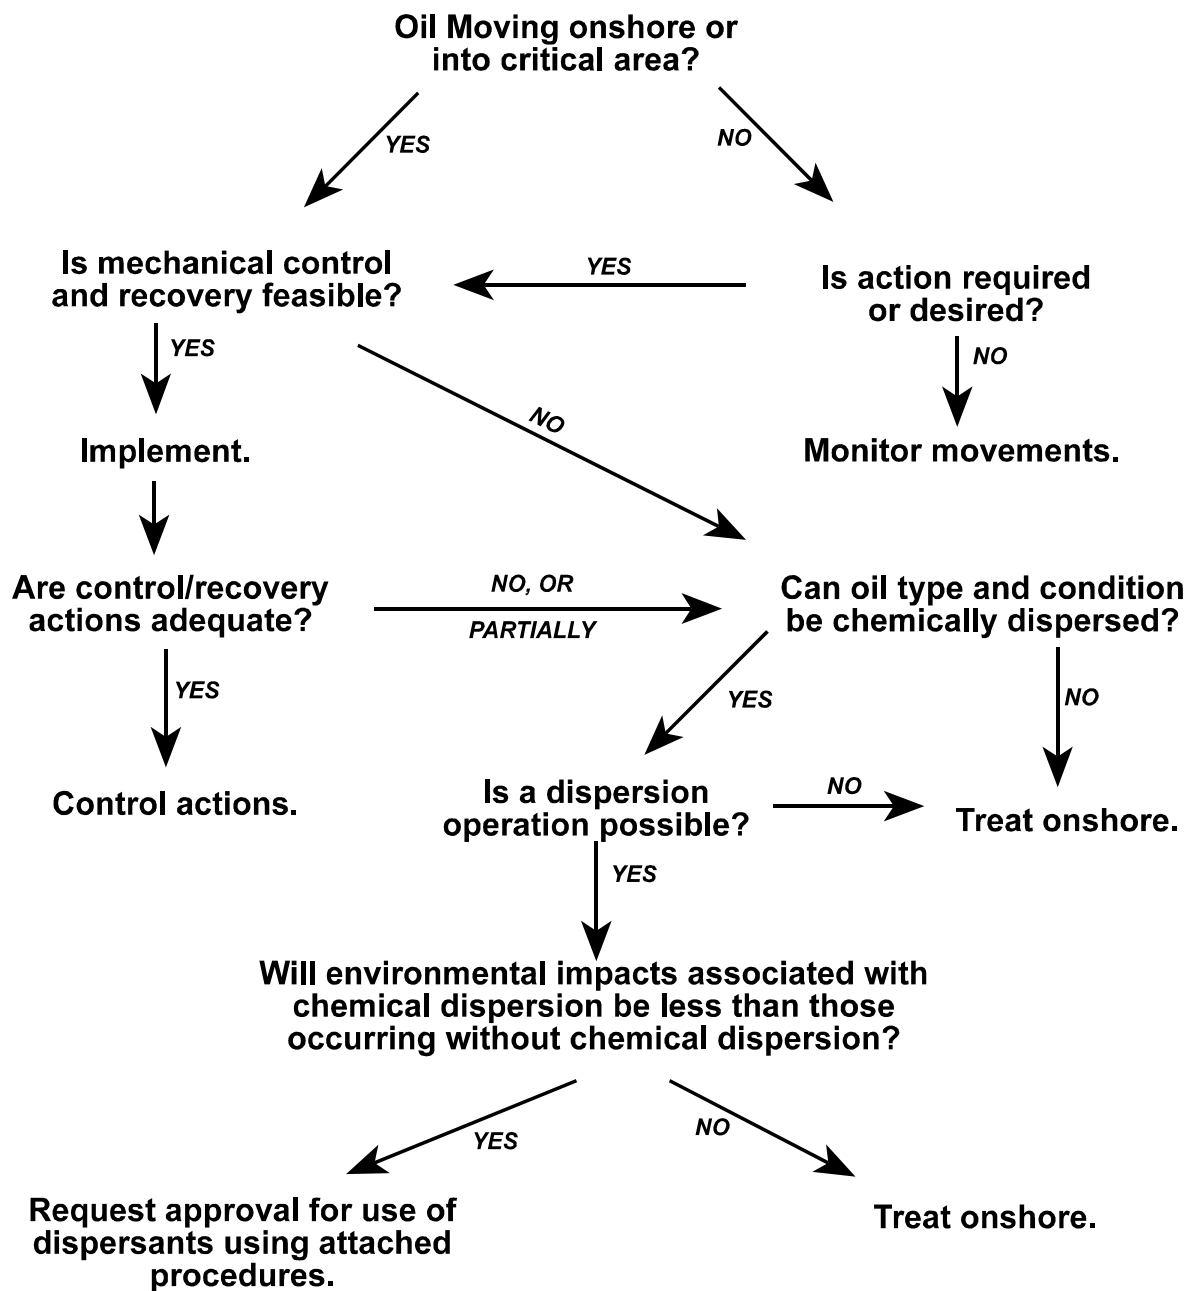 Oil Moving onshore or
into critical area?
YES
NO
Is mechanical control
and recovery feasible?
YES
Is action required
or desired?
YES
NO
NO
Implement.
Monitor movements.
Are control/recovery
actions adequate?
NO, OR
PARTIALLY
Can oil type and condition
be chemically dispersed?
YES
YES
NO
Control actions.
Is a dispersion
operation possible?
NO
Treat onshore.
YES
Will environmental impacts associated with
chemical dispersion be less than those
occurring without chemical dispersion?
YES
NO
Request approval for use of
dispersants using attached
procedures.
Treat onshore.